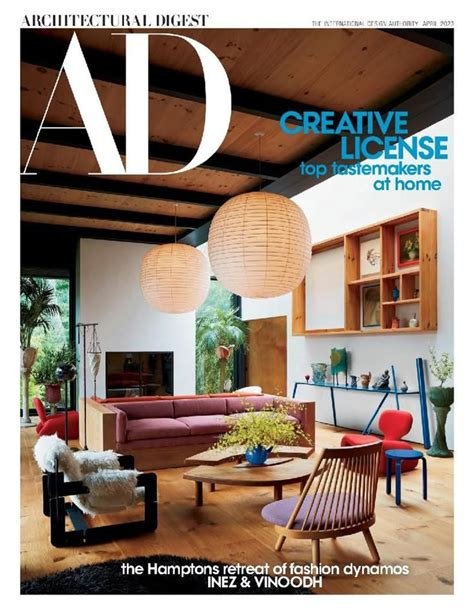 ARCHITECTURAL DIGEST
THE INTERNATIONAL DESIGN AUTHORITY APRIL 2023
AD
CREATIVE
LICENSE
top tastemakers
at home
the Hamptons retreat of fashion dynamos
INEZ & VINOODH